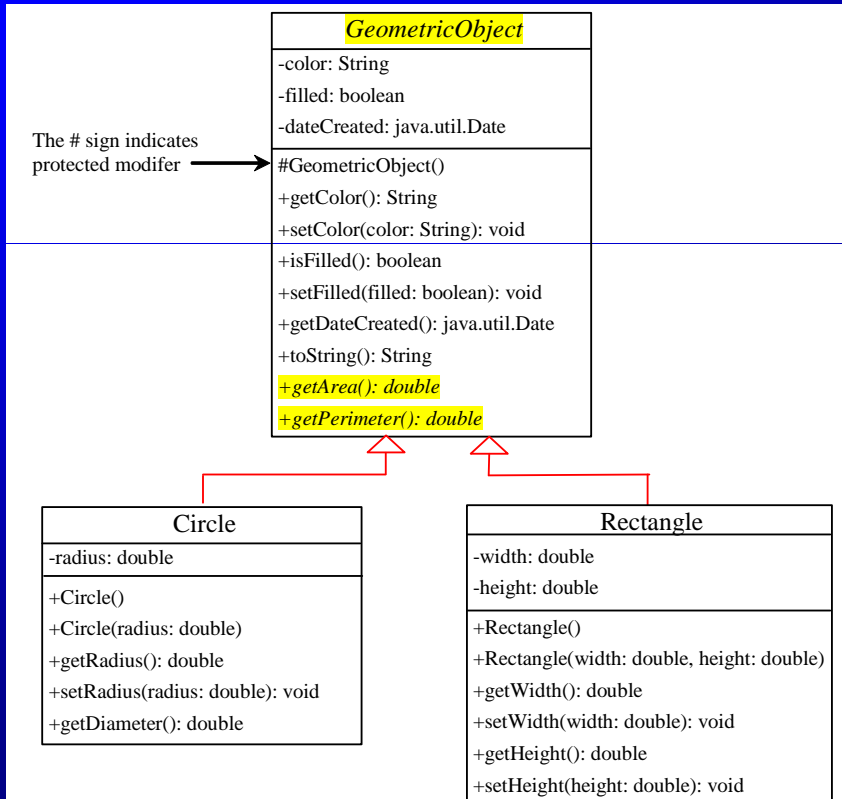 GeometricObject
-color: String
-filled: boolean
-dateCreated: java.util.Date
The # sign indicates
protected modifer
#GeometricObject()
+getColor(): String
+setColor(color: String): void
+isFilled(): boolean
+setFilled(filled: boolean): void
+getDateCreated(): java.util.Date
+toString(): String
+getArea(): double
+getPerimeter(): double
Circle
-radius: double
+Circle()
+Circle(radius: double)
+getRadius(): double
+setRadius(radius: double): void
+getDiameter(): double
Rectangle
-width: double
-height: double
+Rectangle()
+Rectangle(width: double, height: double)
+getWidth(): double
+setWidth(width: double): void
+getHeight(): double
+setHeight(height: double): void